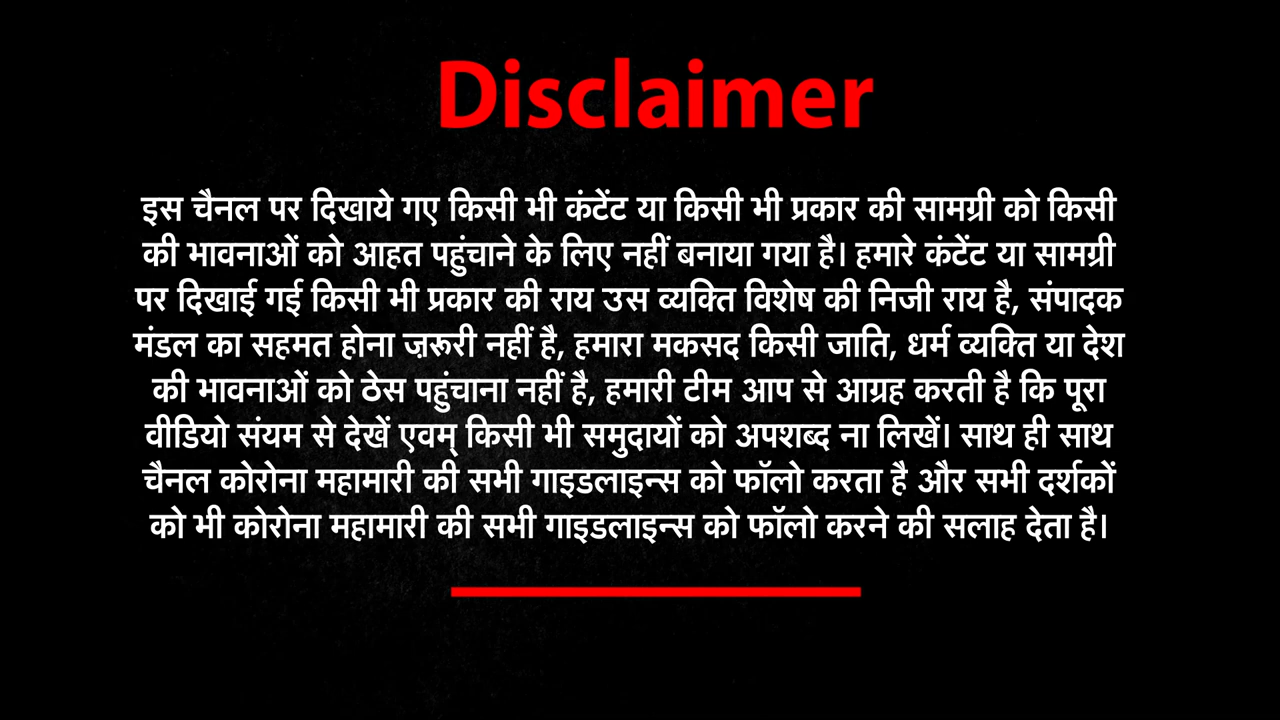 Disclaimer
इस चैनल पर दिखाये गए किसी भी कंटेंट या किसी भी प्रकार की सामग्री को किसी
की भावनाओं को आहत पहुंचाने के लिए नहीं बनाया गया है। हमारे कंटेंट या सामग्री
पर दिखाई गई किसी भी प्रकार की राय उस व्यक्ति विशेष की निजी राय है, संपादक
मंडल का सहमत होना ज़रूरी नहीं है, हमारा मकसद किसी जाति, धर्म व्यक्ति या देश
की भावनाओं को ठेस पहुंचाना नहीं है, हमारी टीम आप से आग्रह करती है कि पूरा
वीडियो संयम से देखें एवम् किसी भी समुदायों को अपशब्द ना लिखें। साथ ही साथ
चैनल कोरोना महामारी की सभी गाइडलाइन्स को फॉलो करता है और सभी दर्शकों
को भी कोरोना महामारी की सभी गाइडलाइन्स को फॉलो करने की सलाह देता है।